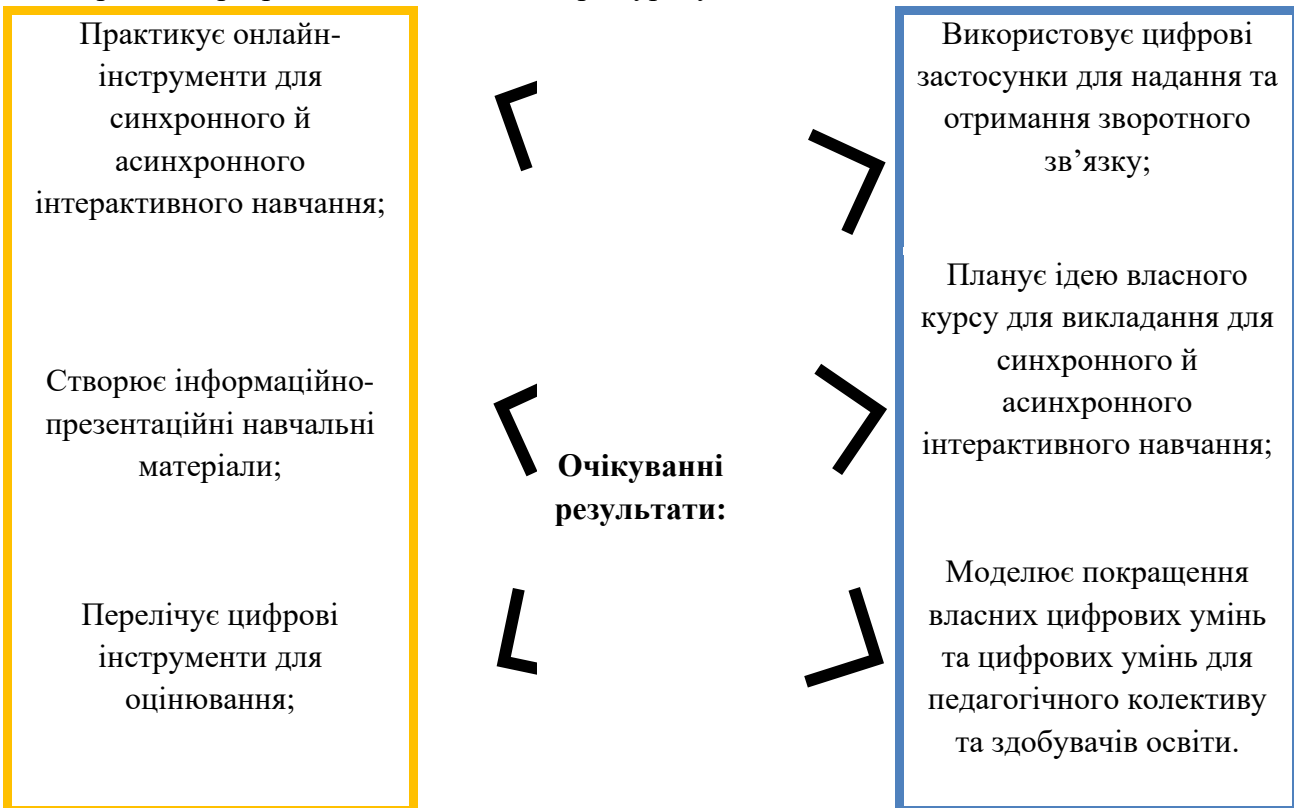 Практикує онлайн-
інструменти для
синхронного й
асинхронного
інтерактивного навчання;
Створює інформаційно-
презентаційні навчальні
матеріали;
Перелічує цифрові
інструменти для
оцінювання;
Очікуванні
результати:
Використовує цифрові
застосунки для надання та
отримання зворотного
зв’язку;
Планує ідею власного
курсу для викладання для
синхронного й
асинхронного
інтерактивного навчання;
Моделює покращення
власних цифрових умінь
та цифрових умінь для
педагогічного колективу
та здобувачів освіти.